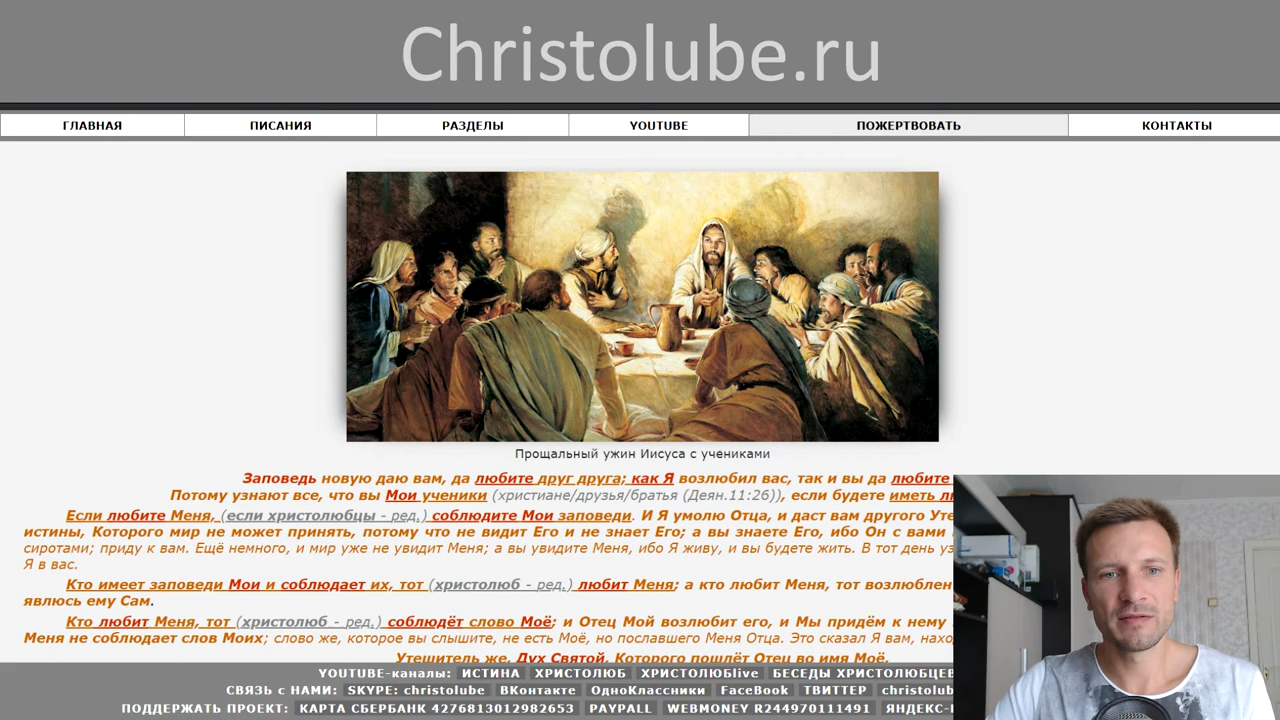 Christolube.ru
ГЛАВНАЯ ПИСАНИЯ РАЗДЕЛЫ YOUTUBE ПОЖЕРТВОВАТЬ КОНТАКТЫ
Прощальный ужин Иисуса с учениками
Заповедь новую даю вам, да любите друг друга; как Я возлюбил вас, так и вы да любите
Потому узнают все, что вы Мои ученики (христиане/друзья/братья (Деян.11:26)), если будете иметь
Если любите Меня, (если христолюбцы - ред.) соблюдите Мои заповеди. И Я умолю Отца, и даст вам другого
истины, Которого мир не может принять, потому что не видит Его и не знает Его; а вы знаете Его, ибо Он с вами
сиротами; приду к вам. Ещё немного, и мир уже не увидит Меня; а вы увидите Меня, ибо Я живу, и вы будете жить. В тот день
Я в вас.
Кто имеет заповеди Мои и соблюдает их, тот (христолюб - ред.) любит Меня; а кто любит Меня, тот
явлюсь ему Сам.
Кто любит Меня, тот (христолюб - ред.) соблюдёт слово Моё; и Отец Мой возлюбит его, и Мы придём к нему
Меня не соблюдает слов Моих; слово же, которое вы слышите, не есть Моё, но пославшего Меня Отца. Это сказал Я вам,
Утешитель же, Дух Святой, Которого пошлёт Отец во имя Моё,
YOUTUBE-каналы: ИСТИНА ХРИСТОЛЮБ ХРИСТОЛЮБlive БЕСЕДЫ ХРИСТОЛЮБЦЕВ
СВЯЗЬ с НАМИ: SKYPE: christolube ВКонтакте ОдноКлассники FaceBook ТВИТТЕР
ПОДДЕРЖАТЬ ПРОЕКТ: КАРТА СБЕРБАНК 4276813012982653 PAYPALL WEBMONEY R244970111491